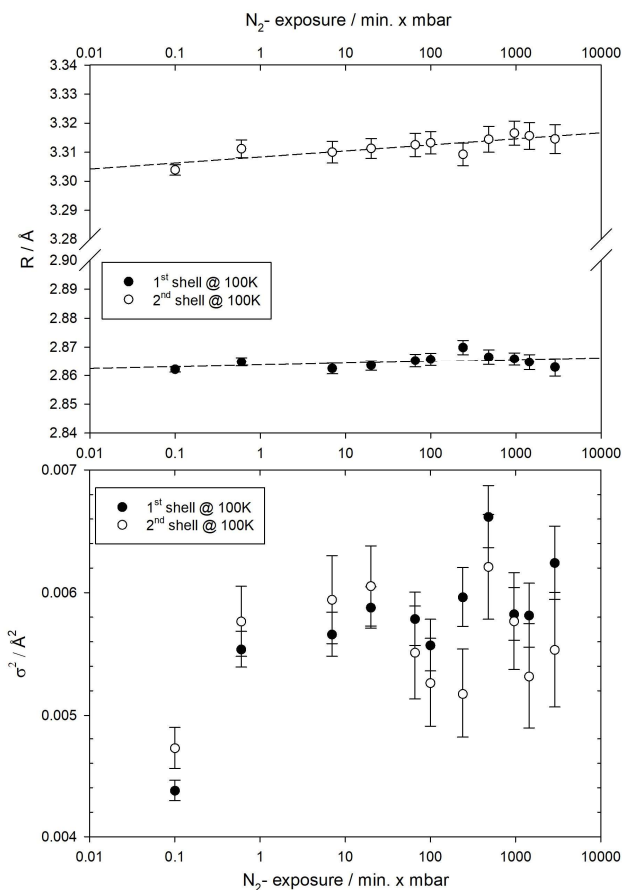 N₂- exposure / min. x mbar
0.01 0.1 1 10 100 1000 10000
3.34
3.33
3.32
3.31
3.30
3.29
3.28
R / Å
2.90
2.89
2.88
2.87
2.86
2.85
2.84
1ˢᵗ shell @ 100K
2ⁿᵈ shell @ 100K
0.01 0.1 1 10 100 1000 10000
0.007
0.006
0.005
0.004
σ² / Å²
1ˢᵗ shell @ 100K
2ⁿᵈ shell @ 100K
0.01 0.1 1 10 100 1000 10000
N₂- exposure / min. x mbar